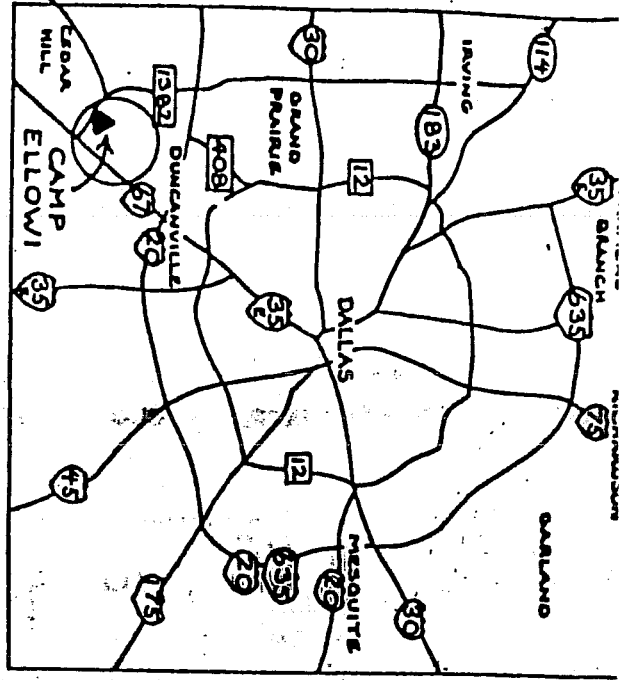 35
E
BRANCH
75
635
114
GARLAND
IRVING
183
30
12
MESQUITE
DALLAS
20
30
GRAND
PRAIRIE
12
635
35
E
20
408
DUNCANVILLE
1382
20
175
67
45
CEDAR
HILL
CAMP
ELLOWI
35
E